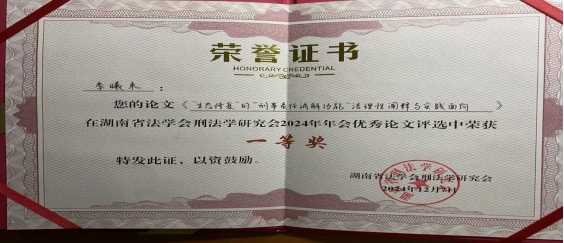 荣誉证书
HONORARY CREDENTIAL
李曦来：
您的论文《“生态修复”的“刑事责任消解功能”法理性阐释与实践面向》
在湖南省法学会刑法学研究会2024年年会优秀论文评选中荣获
一等奖
特发此证，以资鼓励。
湖南省法学会刑法学研究会
2024年12月7日